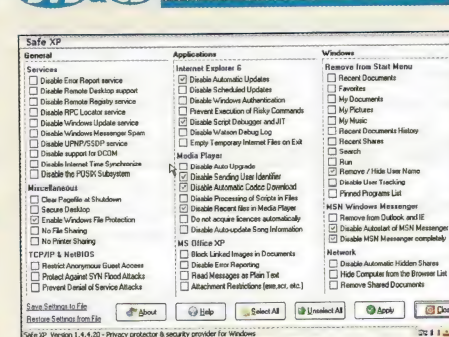 Safe XP
General
Services
Disable Error Report service
Disable Remote Desktop support
Disable Remote Registry service
Disable RPC Locator service
Disable Windows Update service
Disable Windows Messenger Spam
Disable UPNP/SSDP service
Disable support for DCOM
Disable Internet Time Synchronize
Disable the POSIX Subsystem
Miscellaneous
Clear Pagefile at Shutdown
Secure Desktop
Enable Windows File Protection
No File Sharing
No Printer Sharing
TCP/IP & NetBIOS
Restrict Anonymous Guest Access
Protect Against SYN Flood Attacks
Prevent Denial of Service Attacks
Applications
Internet Explorer 6
Disable Automatic Updates
Disable Scheduled Updates
Disable Windows Authentication
Prevent Execution of Risky Commands
Disable Script Debugger and JIT
Disable Watson Debug Log
Empty Temporary Internet Files on Exit
Media Player
Disable Auto Upgrade
Disable Sending User Identifier
Disable Automatic Codec Download
Disable Processing of Scripts in Files
Disable Recent files in Media Player
Do not acquire licences automatically
Disable Auto-update Song Information
MS Office XP
Block Linked Images in Documents
Disable Error Reporting
Read Messages as Plain Text
Attachment Restrictions (exe,scr, etc.)
Windows
Remove from Start Menu
Recent Documents
Favorites
My Documents
My Pictures
My Music
Recent Documents History
Recent Shares
Search
Run
Remove / Hide User Name
Disable User Tracking
Pinned Programs List
MSN Windows Messenger
Remove from Outlook and IE
Disable Autostart of MSN Messenger
Disable MSN Messenger completely
Network
Disable Automatic Hidden Shares
Hide Computer from the Browser List
Remove Shared Documents
Save Settings to File
Restore Settings from File
About
Help
Select All
Unselect All
Apply
Safe XP Version 1.4.4.20 - Privacy protector & security provider for Windows